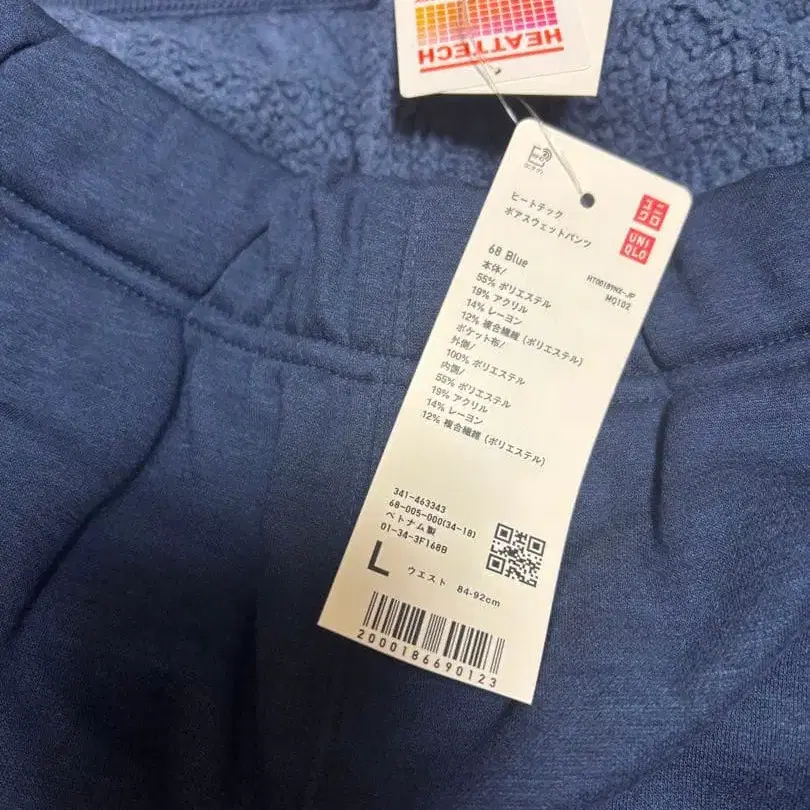 HEATTECH
ヒートテック
ボアスウェットパンツ
ユニ
クロ
UNI
QLO
68 Blue
HT0018YMX-JP
MQ102
本体/
55% ポリエステル
19% アクリル
14% レーヨン
12% 複合繊維 (ポリエステル)
ポケット布/
外側/
100% ポリエステル
内側/
55% ポリエステル
19% アクリル
14% レーヨン
12% 複合繊維 (ポリエステル)
341-463343
68-005-000(34-18)
ベトナム製
01-34-3F168B
L ウエスト 84-92cm
2000186690123